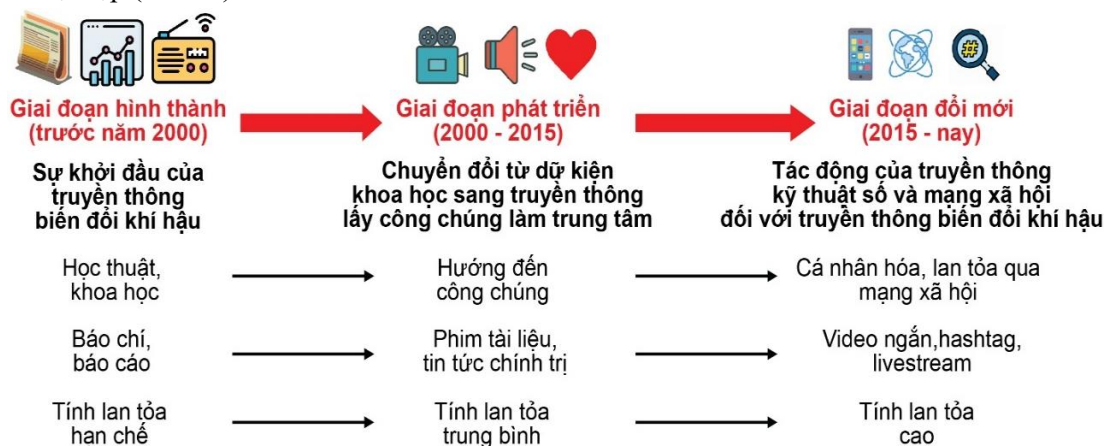 Giai đoạn hình thành
(trước năm 2000)
Giai đoạn phát triển
(2000 - 2015)
Giai đoạn đổi mới
(2015 - nay)
Sự khởi đầu của
truyền thông
biến đổi khí hậu
Chuyển đổi từ dữ kiện
khoa học sang truyền thông
lấy công chúng làm trung tâm
Tác động của truyền thông
kỹ thuật số và mạng xã hội
đối với truyền thông biến đổi khí hậu
Học thuật,
khoa học
Hướng đến
công chúng
Cá nhân hóa, lan tỏa qua
mạng xã hội
Báo chí,
báo cáo
Phim tài liệu,
tin tức chính trị
Video ngắn,hashtag,
livestream
Tính lan tỏa
hạn chế
Tính lan tỏa
trung bình
Tính lan tỏa
cao